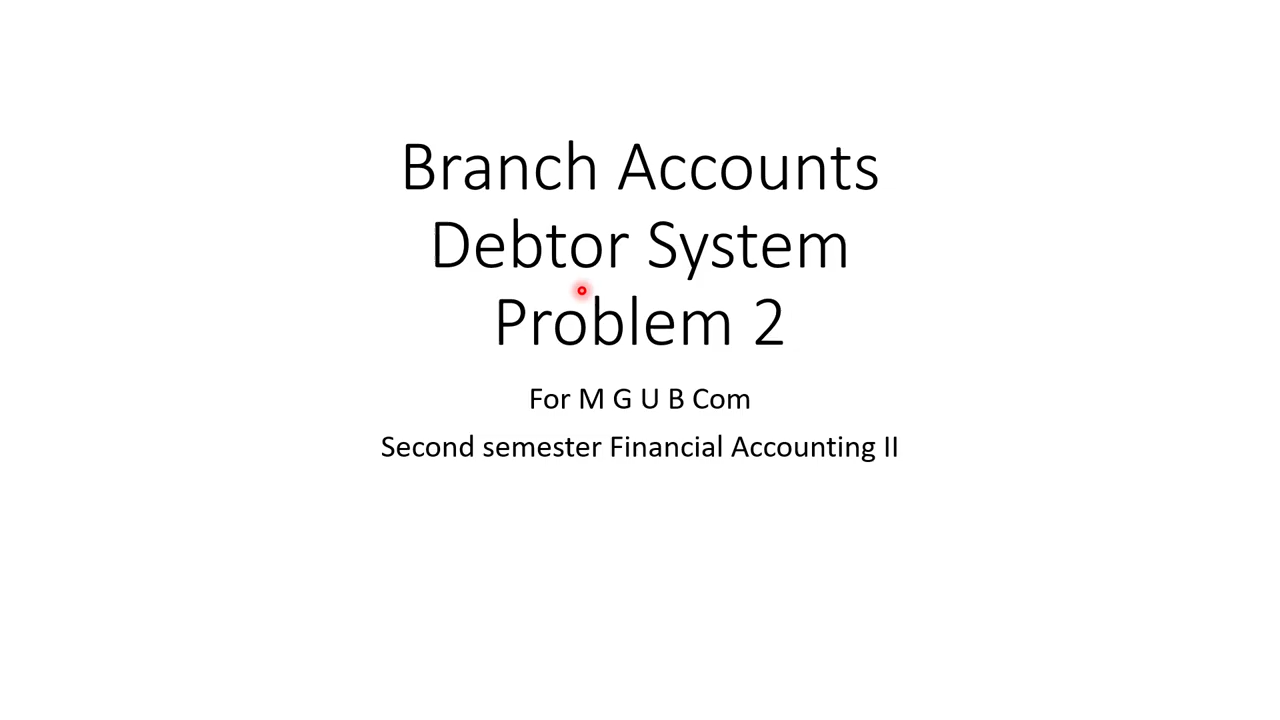 Branch Accounts
Debtor System
Problem 2
For M G U B Com
Second semester Financial Accounting II